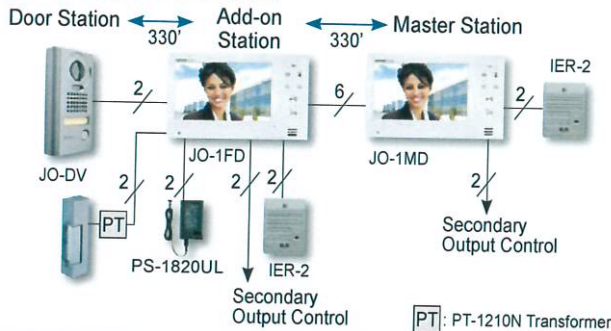 Door Station
Add-on
Station
Master Station
330'
330'
IER-2
2
6
2
JO-DV
JO-1FD
JO-1MD
2
2
2
2
PT
PS-1820UL
IER-2
Secondary
Output Control
2
Secondary
Output Control
PT : PT-1210N Transformer